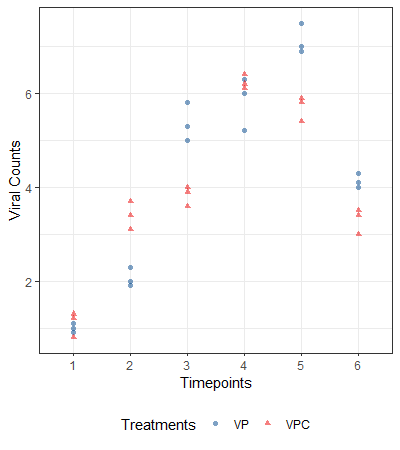 Viral Counts
6
4
2
1 2 3 4 5 6
Timepoints
Treatments VP VPC